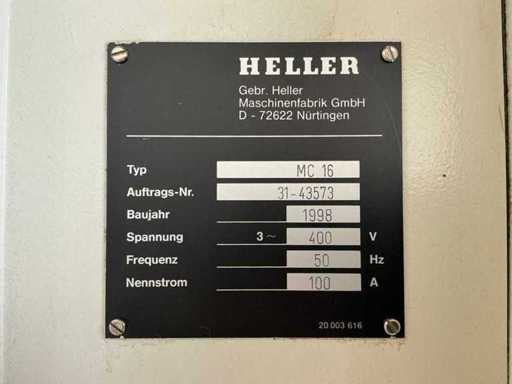 HELLER
Gebr. Heller
Maschinenfabrik GmbH
D - 72622 Nürtingen
Typ MC 16
Auftrags-Nr. 31-43573
Baujahr 1998
Spannung 3 ~ 400 V
Frequenz 50 Hz
Nennstrom 100 A
20 003 616